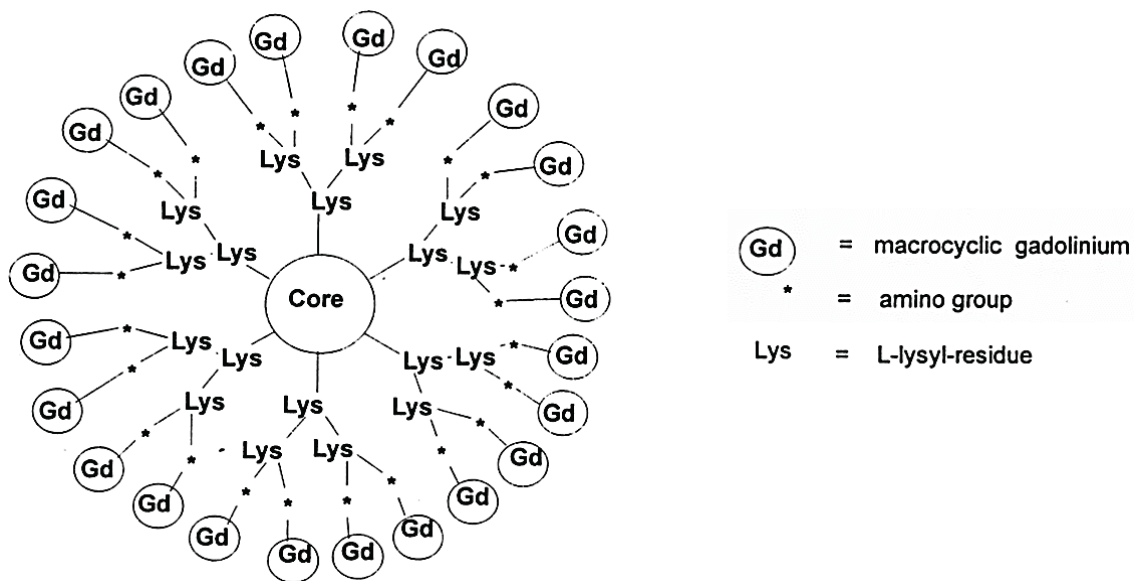 Gd Gd
Gd Gd
Gd Gd
Gd
Lys Lys
Gd
Gd Lys
Lys Lys
Gd
Lys Lys
Lys Lys
Gd
Core Gd
Gd Lys
Lys Lys Lys Gd
Gd Lys Lys Lys Gd
Lys Lys
Gd Gd
Gd Gd
Gd Gd
Gd Gd
Gd = macrocyclic gadolinium
* = amino group
Lys = L-lysyl-residue